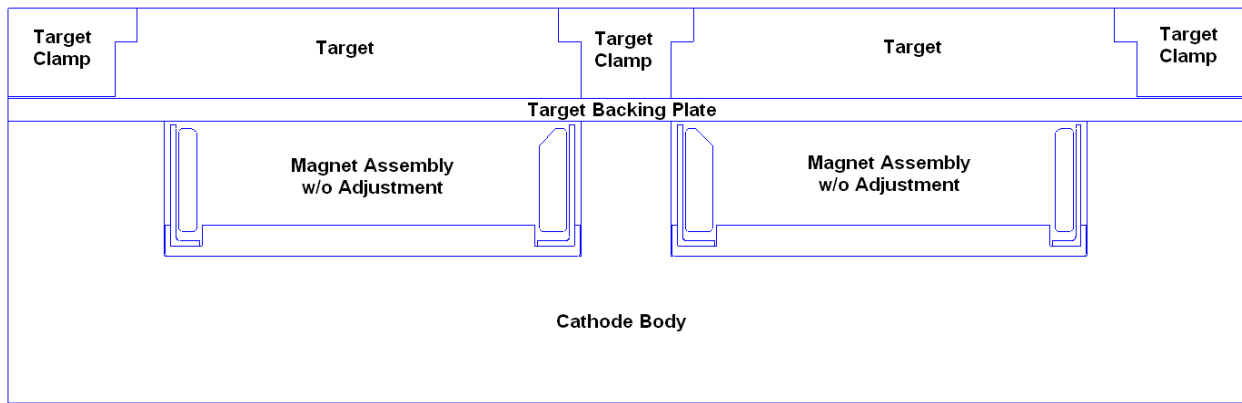 Target
Clamp
Target
Target
Clamp
Target
Target
Clamp
Target Backing Plate
Magnet Assembly
w/o Adjustment
Magnet Assembly
w/o Adjustment
Cathode Body